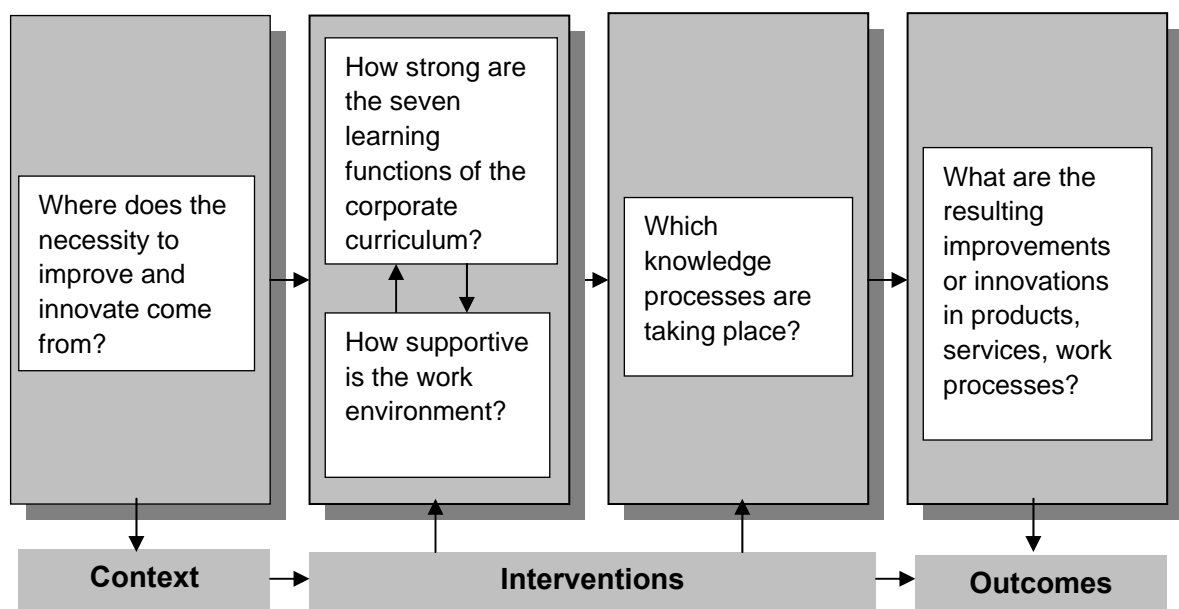 Where does the
necessity to
improve and
innovate come
from?
How strong are
the seven
learning
functions of the
corporate
curriculum?
How supportive
is the work
environment?
Which
knowledge
processes are
taking place?
What are the
resulting
improvements
or innovations
in products,
services, work
processes?
Context
Interventions
Outcomes